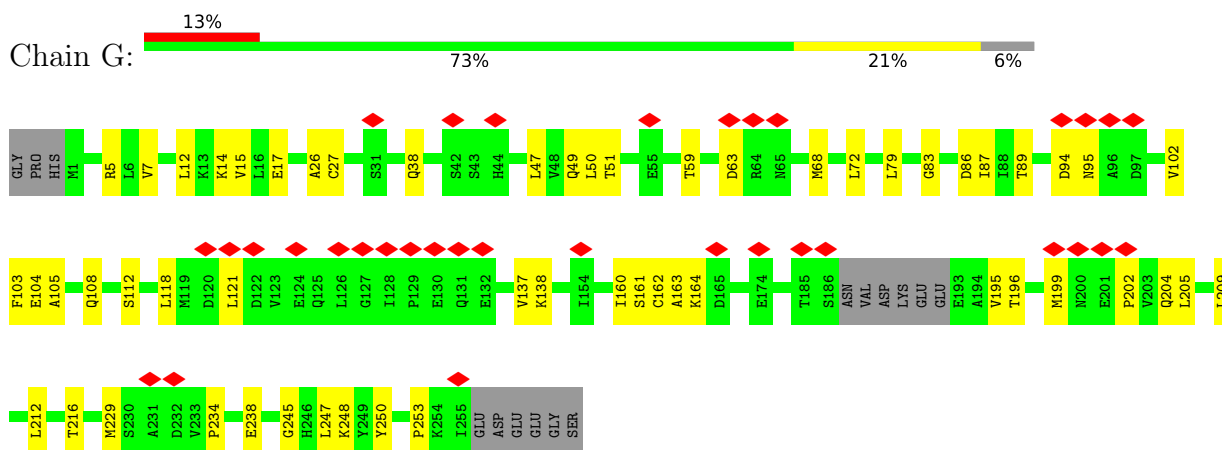 13%
Chain G:
73% 21% 6%
GLY PRO HIS M1 R5 L6 V7 L12 K13 K14 V15 L16 E17 A26 C27 S31 Q38 S42 S43 H44 L47 V48 Q49 L50 T51 E55 T59 D63 R64 N65 M68 L72 L79 G83 D86 I87 I88 T89 D94 N95 A96 D97 V102
F103 E104 A105 Q108 S112 L118 M119 D120 L121 D122 V123 E124 Q125 L126 G127 I128 P129 E130 Q131 E132 V137 K138 I154 I160 S161 C162 A163 K164 D165 E174 T185 S186 ASN VAL ASP LYS GLU GLU E193 A194 V195 T196 M199 N200 E201 P202 V203 Q204 L205
L212 T216 M229 S230 A231 D232 V233 P234 E238 G245 H246 L247 K248 Y249 Y250 P253 K254 I255 GLU ASP GLU GLU GLY SER